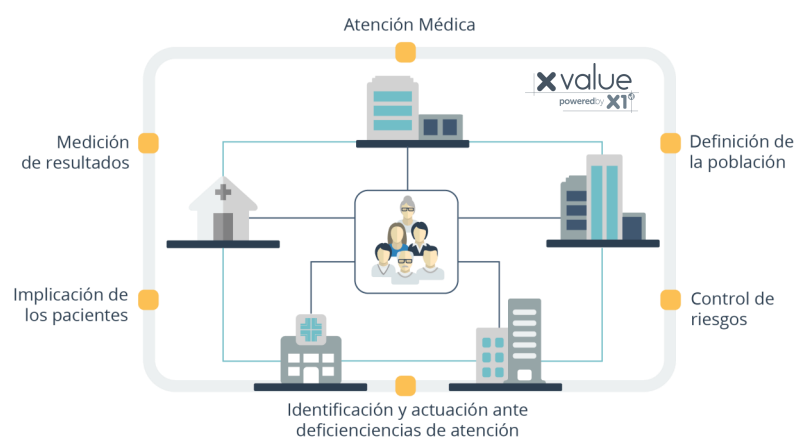 Atención Médica
x value
powered by x1
Medición
de resultados
Definición de
la población
Implicación de
los pacientes
Control de
riesgos
Identificación y actuación ante
deficienciencias de atención